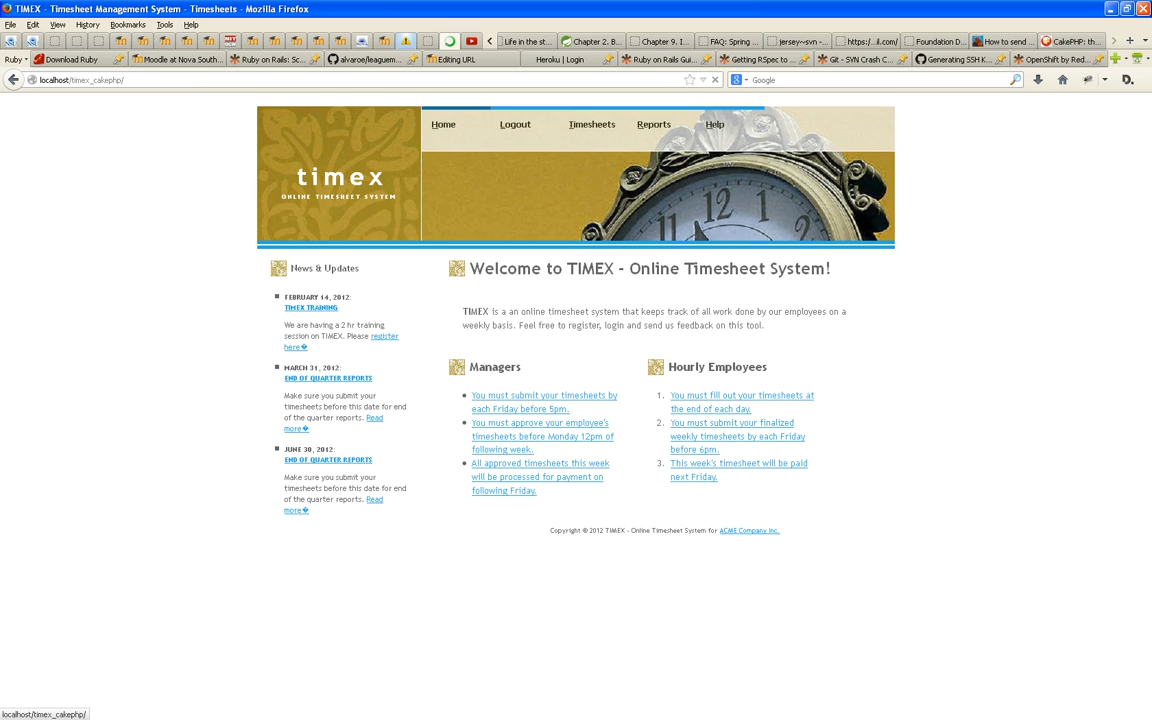 TIMEX - Timesheet Management System - Timesheets - Mozilla Firefox
File Edit View History Bookmarks Tools Help
Life in the st... Chapter 2. B... Chapter 9. I... FAQ: Spring ... jersey~svn -... https:/...il.com/ Foundation D... How to send ... CakePHP: th...
Ruby Download Ruby Moodle at Nova South... Ruby on Rails: Sc... alvaroe/leaguem... Editing URL Heroku | Login Ruby on Rails Gui... Getting RSpec to ... Git - SVN Crash C... Generating SSH K... OpenShift by Red...
localhost/timex_cakephp/ Google D.
Home Logout Timesheets Reports Help
timex
ONLINE TIMESHEET SYSTEM
11 12 1
News & Updates
FEBRUARY 14, 2012:
TIMEX TRAINING
We are having a 2 hr training
session on TIMEX. Please register
here�
MARCH 31, 2012:
END OF QUARTER REPORTS
Make sure you submit your
timesheets before this date for end
of the quarter reports. Read
more�
JUNE 30, 2012:
END OF QUARTER REPORTS
Make sure you submit your
timesheets before this date for end
of the quarter reports. Read
more�
Welcome to TIMEX - Online Timesheet System!
TIMEX is a an online timesheet system that keeps track of all work done by our employees on a
weekly basis. Feel free to register, login and send us feedback on this tool.
Managers
You must submit your timesheets by
each Friday before 5pm.
You must approve your employee's
timesheets before Monday 12pm of
following week.
All approved timesheets this week
will be processed for payment on
following Friday.
Hourly Employees
1. You must fill out your timesheets at
the end of each day.
2. You must submit your finalized
weekly timesheets by each Friday
before 6pm.
3. This week's timesheet will be paid
next Friday.
Copyright © 2012 TIMEX - Online Timesheet System for ACME Company Inc.
localhost/timex_cakephp/